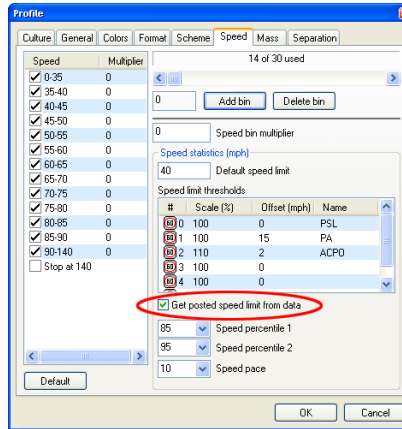 Profile
Culture General Colors Format Scheme Speed Mass Separation
Speed Multiplier
0-35 0
35-40 0
40-45 0
45-50 0
50-55 0
55-60 0
60-65 0
65-70 0
70-75 0
75-80 0
80-85 0
85-90 0
90-140 0
Stop at 140
Default
14 of 30 used
0 Add bin Delete bin
0 Speed bin multiplier
Speed statistics (mph)
40 Default speed limit
Speed limit thresholds
# Scale (%) Offset (mph) Name
60 0 100 0 PSL
60 1 100 15 PA
60 2 110 2 ACPO
60 3 100 0
60 4 100 0
Get posted speed limit from data
85 Speed percentile 1
95 Speed percentile 2
10 Speed pace
OK Cancel